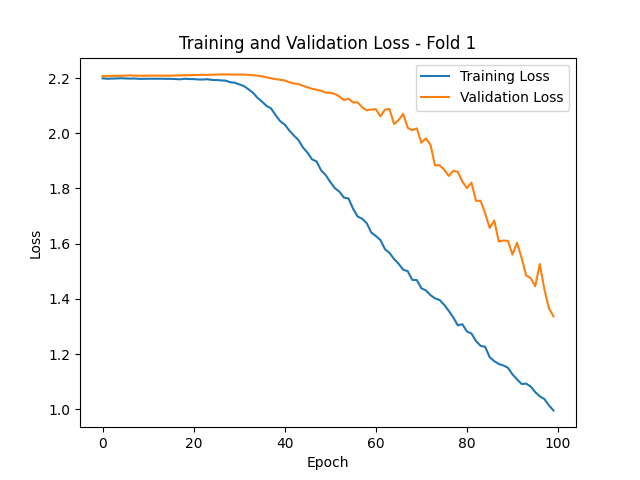 Training and Validation Loss - Fold 1
Training Loss
Validation Loss
2.2
2.0
1.8
1.6
1.4
1.2
1.0
Loss
0 20 40 60 80 100
Epoch